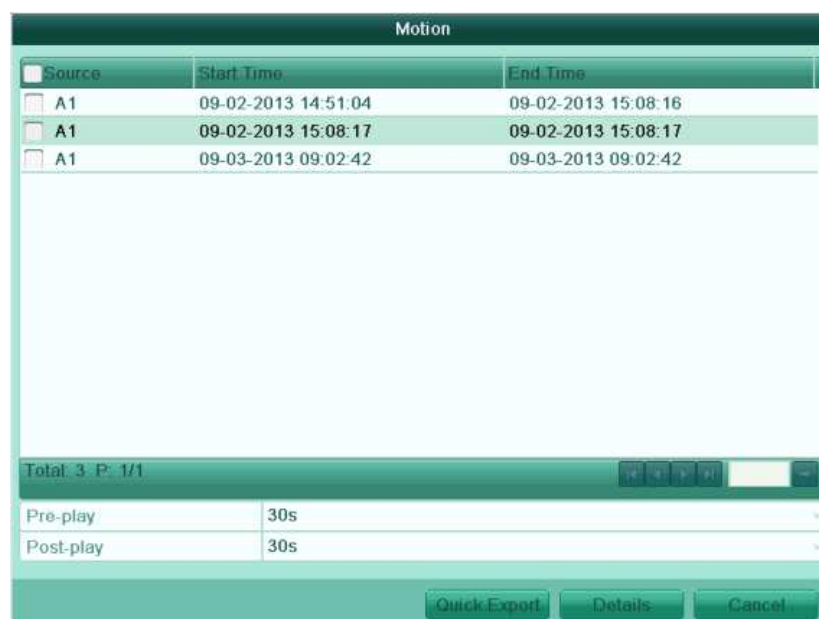 Motion
Source Start Time End Time
A1 09-02-2013 14:51:04 09-02-2013 15:08:16
A1 09-02-2013 15:08:17 09-02-2013 15:08:17
A1 09-03-2013 09:02:42 09-03-2013 09:02:42
Total: 3 P: 1/1
Pre-play 30s
Post-play 30s
Quick Export Details Cancel